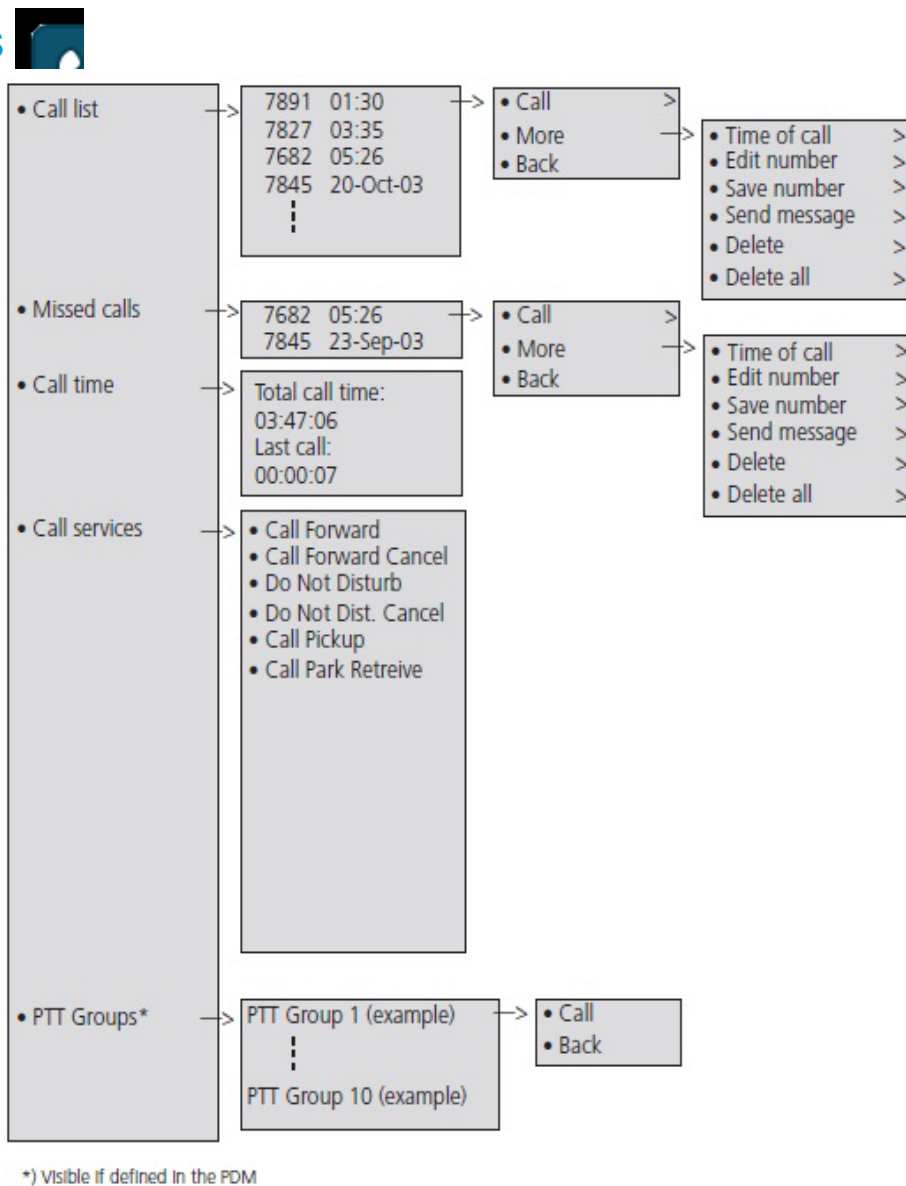 s
• Call list
7891 01:30
7827 03:35
7682 05:26
7845 20-Oct-03
• Call >
• More
• Back
• Time of call >
• Edit number >
• Save number >
• Send message >
• Delete >
• Delete all >
• Missed calls
7682 05:26
7845 23-Sep-03
• Call >
• More
• Back
• Time of call >
• Edit number >
• Save number >
• Send message >
• Delete >
• Delete all >
• Call time
Total call time:
03:47:06
Last call:
00:00:07
• Call services
• Call Forward
• Call Forward Cancel
• Do Not Disturb
• Do Not Dist. Cancel
• Call Pickup
• Call Park Retreive
• PTT Groups*
PTT Group 1 (example)
PTT Group 10 (example)
• Call
• Back
*) Visible if defined in the PDM